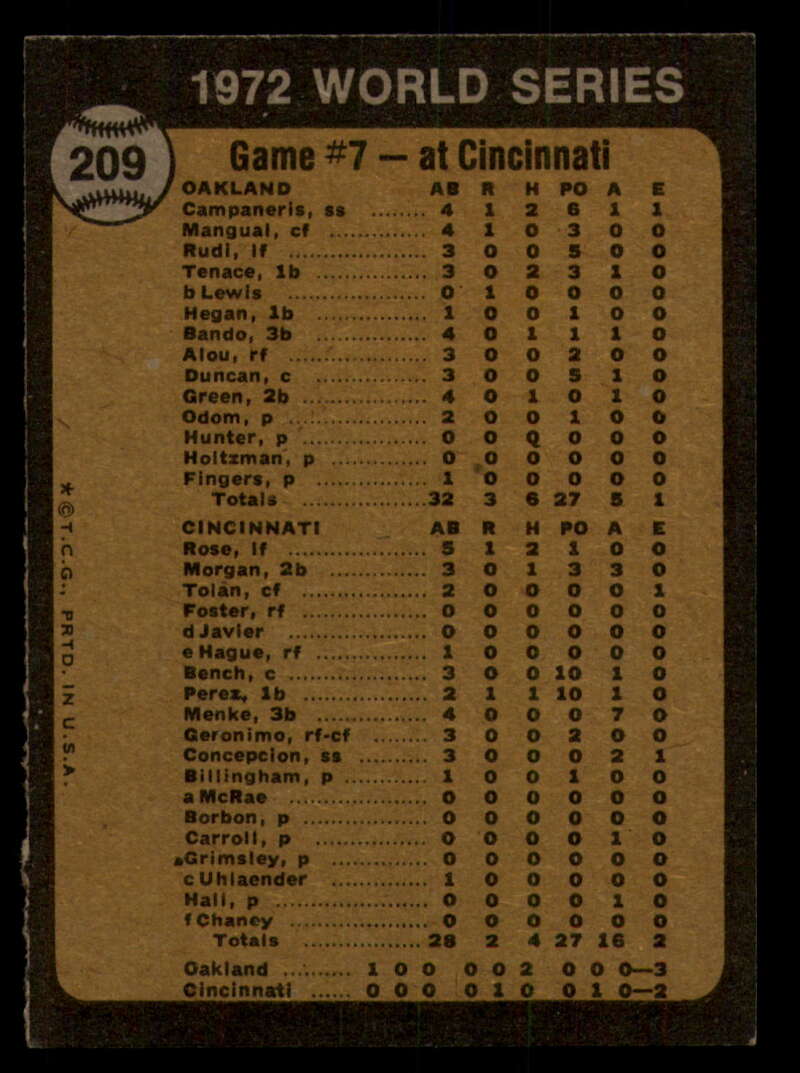 1972 WORLD SERIES
209
Game #7 — at Cincinnati
OAKLAND AB R H PO A E
Campaneris, ss ........ 4 1 2 6 1 1
Mangual, cf .............. 4 1 0 3 0 0
Rudi, lf .................... 3 0 0 5 0 0
Tenace, 1b ................ 3 0 2 3 1 0
b Lewis .................... 0 1 0 0 0 0
Hegan, 1b ................ 1 0 0 1 0 0
Bando, 3b ................ 4 0 1 1 1 0
Alou, rf .................... 3 0 0 2 0 0
Duncan, c ................ 3 0 0 5 1 0
Green, 2b .................. 4 0 1 0 1 0
Odom, p .................... 2 0 0 1 0 0
Hunter, p .................. 0 0 0 0 0 0
Holtzman, p .............. 0 0 0 0 0 0
Fingers, p ................ 1 0 0 0 0 0
Totals ..................32 3 6 27 5 1
CINCINNATI AB R H PO A E
Rose, lf .................... 5 1 2 1 0 0
Morgan, 2b .............. 3 0 1 3 3 0
Tolan, cf .................. 2 0 0 0 0 1
Foster, rf .................. 0 0 0 0 0 0
d Javier .................... 0 0 0 0 0 0
e Hague, rf ................ 1 0 0 0 0 0
Bench, c .................... 3 0 0 10 1 0
Perez, 1b .................. 2 1 1 10 1 0
Menke, 3b ................ 4 0 0 0 7 0
Geronimo, rf-cf ........ 3 0 0 2 0 0
Concepcion, ss .......... 3 0 0 0 2 1
Billingham, p ............ 1 0 0 1 0 0
a McRae .................... 0 0 0 0 0 0
Borbon, p .................. 0 0 0 0 0 0
Carroll, p ................ 0 0 0 0 1 0
Grimsley, p .............. 0 0 0 0 0 0
c Uhlaender .............. 1 0 0 0 0 0
Hall, p ...................... 0 0 0 0 1 0
f Chaney .................... 0 0 0 0 0 0
Totals .................28 2 4 27 16 2
Oakland .......... 1 0 0 0 0 2 0 0 0—3
Cincinnati ...... 0 0 0 0 1 0 0 1 0—2
*©T.C.G., PRTD. IN U.S.A.